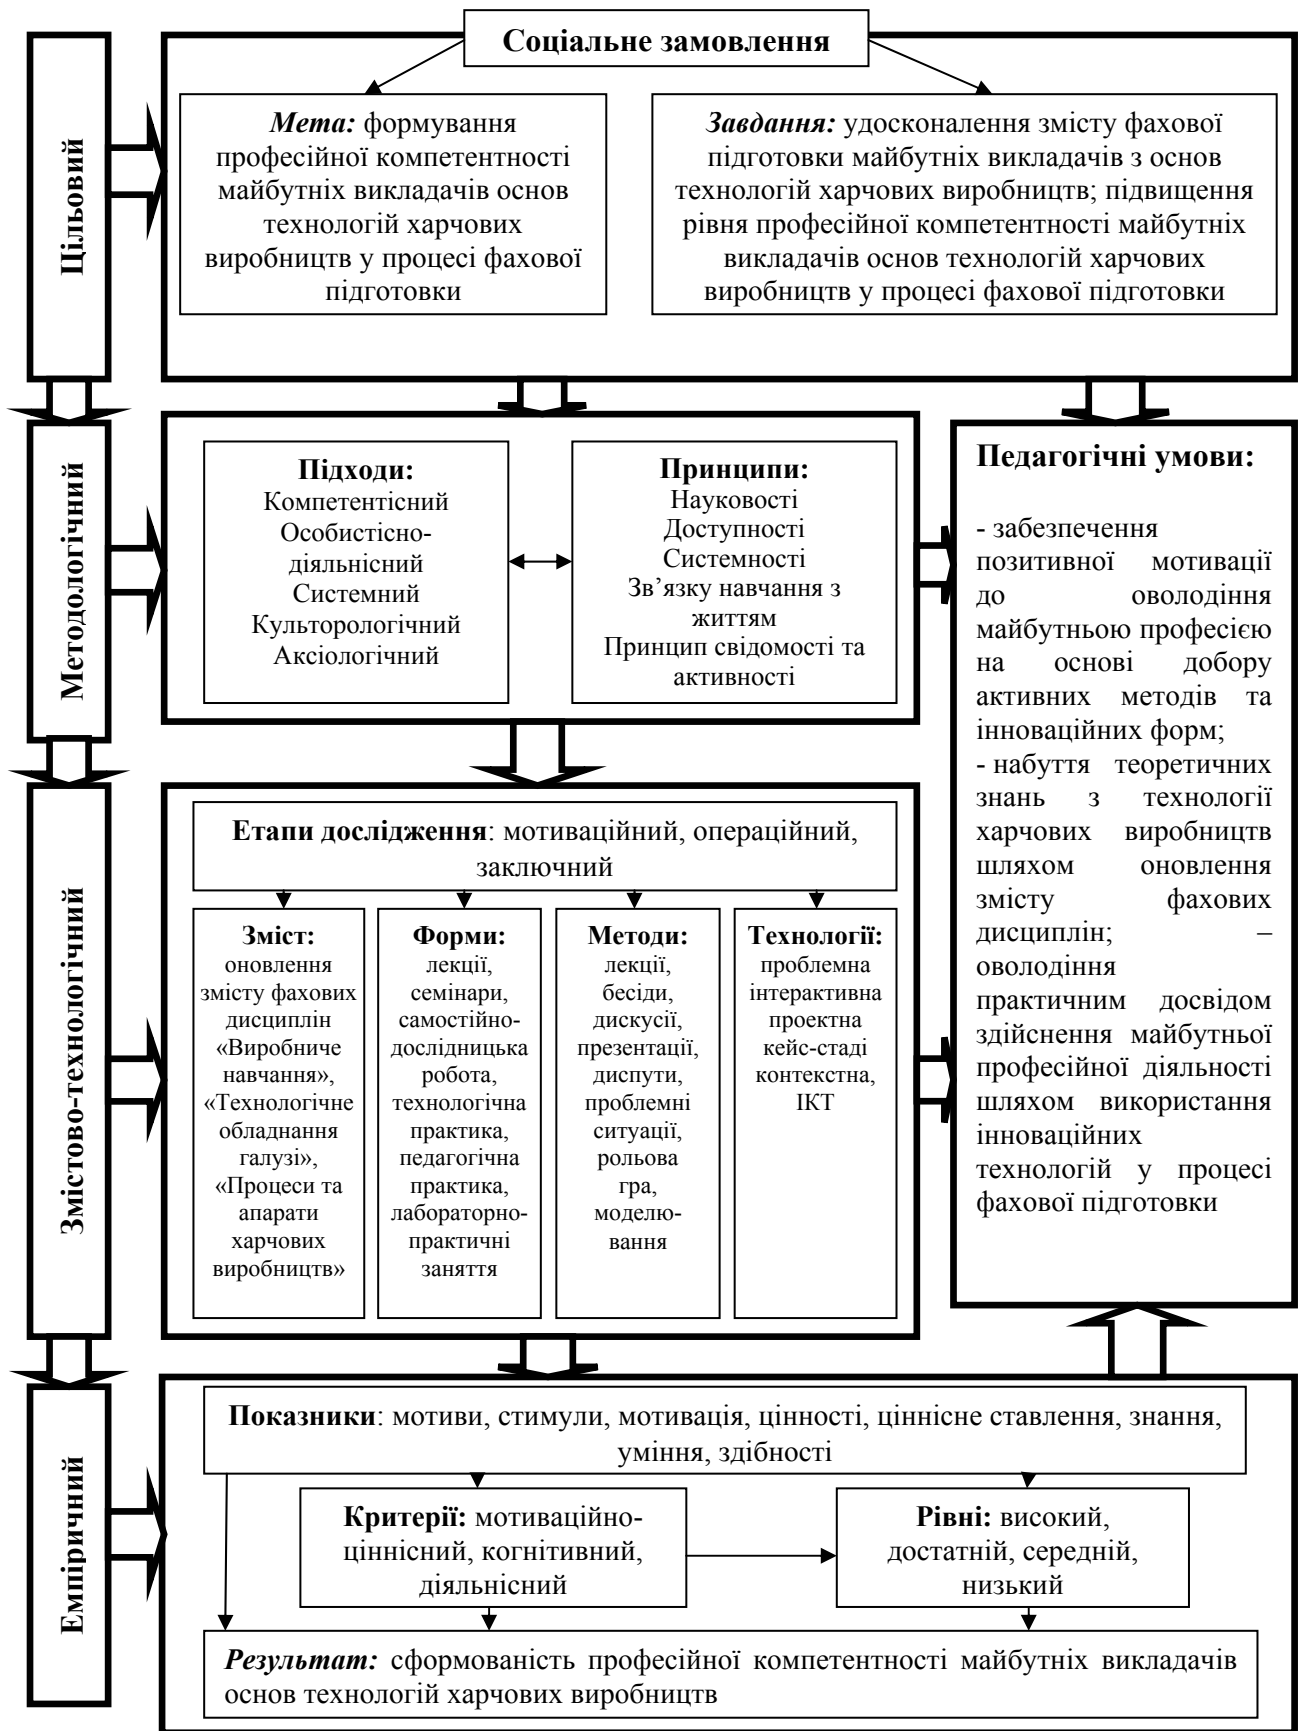 Соціальне замовлення
Цільовий
Мета: формування
професійної компетентності
майбутніх викладачів основ
технологій харчових
виробництв у процесі фахової
підготовки
Завдання: удосконалення змісту фахової
підготовки майбутніх викладачів з основ
технологій харчових виробництв; підвищення
рівня професійної компетентності майбутніх
викладачів основ технологій харчових
виробництв у процесі фахової підготовки
Методологічний
Підходи:
Компетентісний
Особистісно-
діяльнісний
Системний
Культорологічний
Аксіологічний
Принципи:
Науковості
Доступності
Системності
Зв’язку навчання з
життям
Принцип свідомості та
активності
Педагогічні умови:
- забезпечення
позитивної мотивації
до оволодіння
майбутньою професією
на основі добору
активних методів та
інноваційних форм;
- набуття теоретичних
знань з технології
харчових виробництв
шляхом оновлення
змісту фахових
дисциплін; –
оволодіння
практичним досвідом
здійснення майбутньої
професійної діяльності
шляхом використання
інноваційних
технологій у процесі
фахової підготовки
Змістово-технологічний
Етапи дослідження: мотиваційний, операційний,
заключний
Зміст:
оновлення
змісту фахових
дисциплін
«Виробниче
навчання»,
«Технологічне
обладнання
галузі»,
«Процеси та
апарати
харчових
виробництв»
Форми:
лекції,
семінари,
самостійно-
дослідницька
робота,
технологічна
практика,
педагогічна
практика,
лабораторно-
практичні
заняття
Методи:
лекції,
бесіди,
дискусії,
презентації,
диспути,
проблемні
ситуації,
рольова
гра,
моделю-
вання
Технології:
проблемна
інтерактивна
проектна
кейс-стаді
контекстна,
ІКТ
Емпіричний
Показники: мотиви, стимули, мотивація, цінності, ціннісне ставлення, знання,
уміння, здібності
Критерії: мотиваційно-
ціннісний, когнітивний,
діяльнісний
Рівні: високий,
достатній, середній,
низький
Результат: сформованість професійної компетентності майбутніх викладачів
основ технологій харчових виробництв